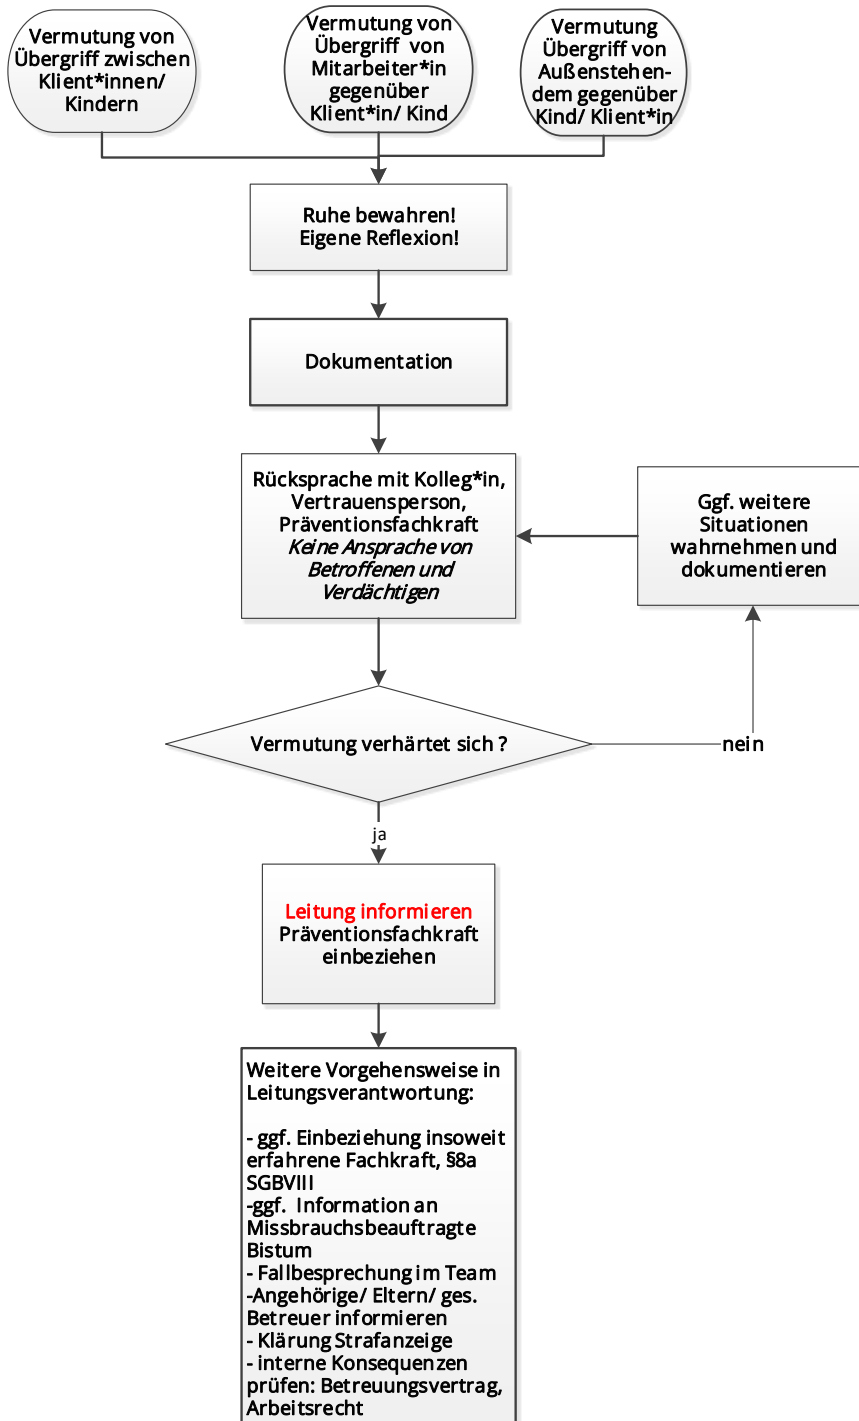 Vermutung von
Übergriff zwischen
Klient*innen/
Kindern
Vermutung von
Übergriff von
Mitarbeiter*in
gegenüber
Klient*in/ Kind
Vermutung
Übergriff von
Außenstehen-
dem gegenüber
Kind/ Klient*in
Ruhe bewahren!
Eigene Reflexion!
Dokumentation
Rücksprache mit Kolleg*in,
Vertrauensperson,
Präventionsfachkraft
Keine Ansprache von
Betroffenen und
Verdächtigen
Ggf. weitere
Situationen
wahrnehmen und
dokumentieren
Vermutung verhärtet sich ?
nein
ja
Leitung informieren
Präventionsfachkraft
einbeziehen
Weitere Vorgehensweise in
Leitungsverantwortung:
- ggf. Einbeziehung insoweit
erfahrene Fachkraft, §8a
SGBVIII
-ggf. Information an
Missbrauchsbeauftragte
Bistum
- Fallbesprechung im Team
-Angehörige/ Eltern/ ges.
Betreuer informieren
- Klärung Strafanzeige
- interne Konsequenzen
prüfen: Betreuungsvertrag,
Arbeitsrecht